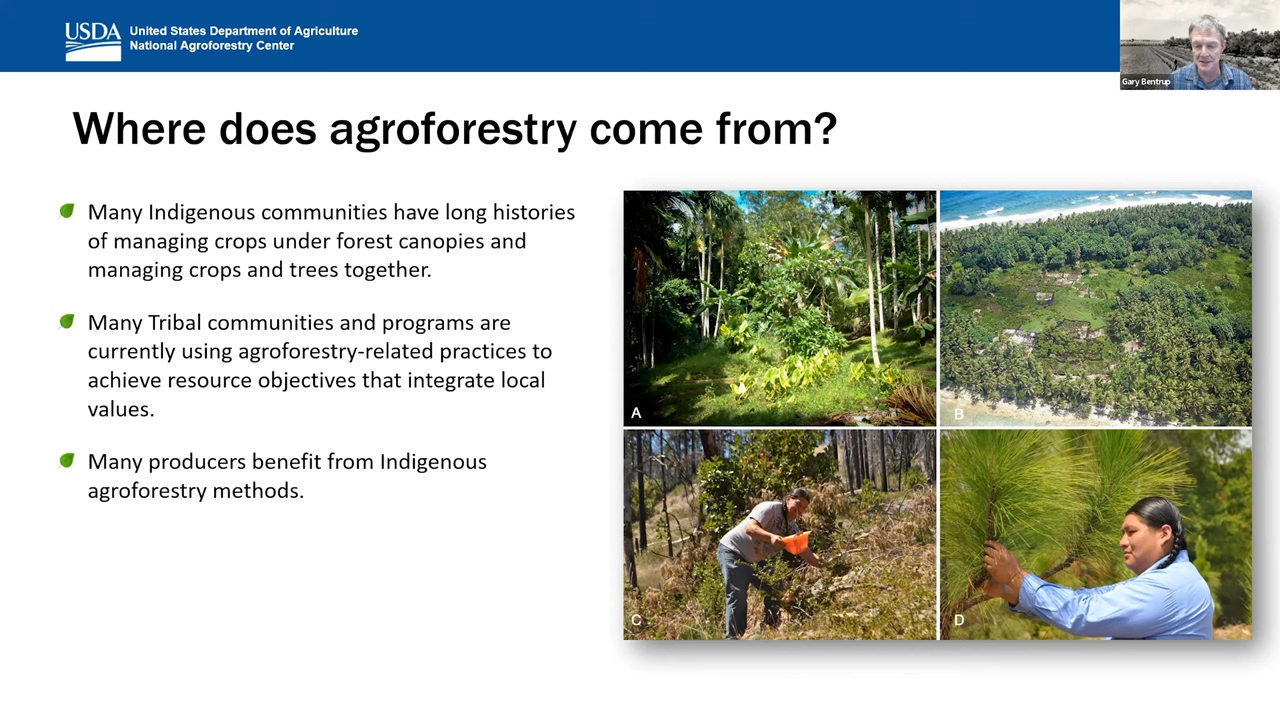 USDA
United States Department of Agriculture
National Agroforestry Center
Gary Bentrup
Where does agroforestry come from?
Many Indigenous communities have long histories
of managing crops under forest canopies and
managing crops and trees together.
Many Tribal communities and programs are
currently using agroforestry-related practices to
achieve resource objectives that integrate local
values.
Many producers benefit from Indigenous
agroforestry methods.
A
B
C
D